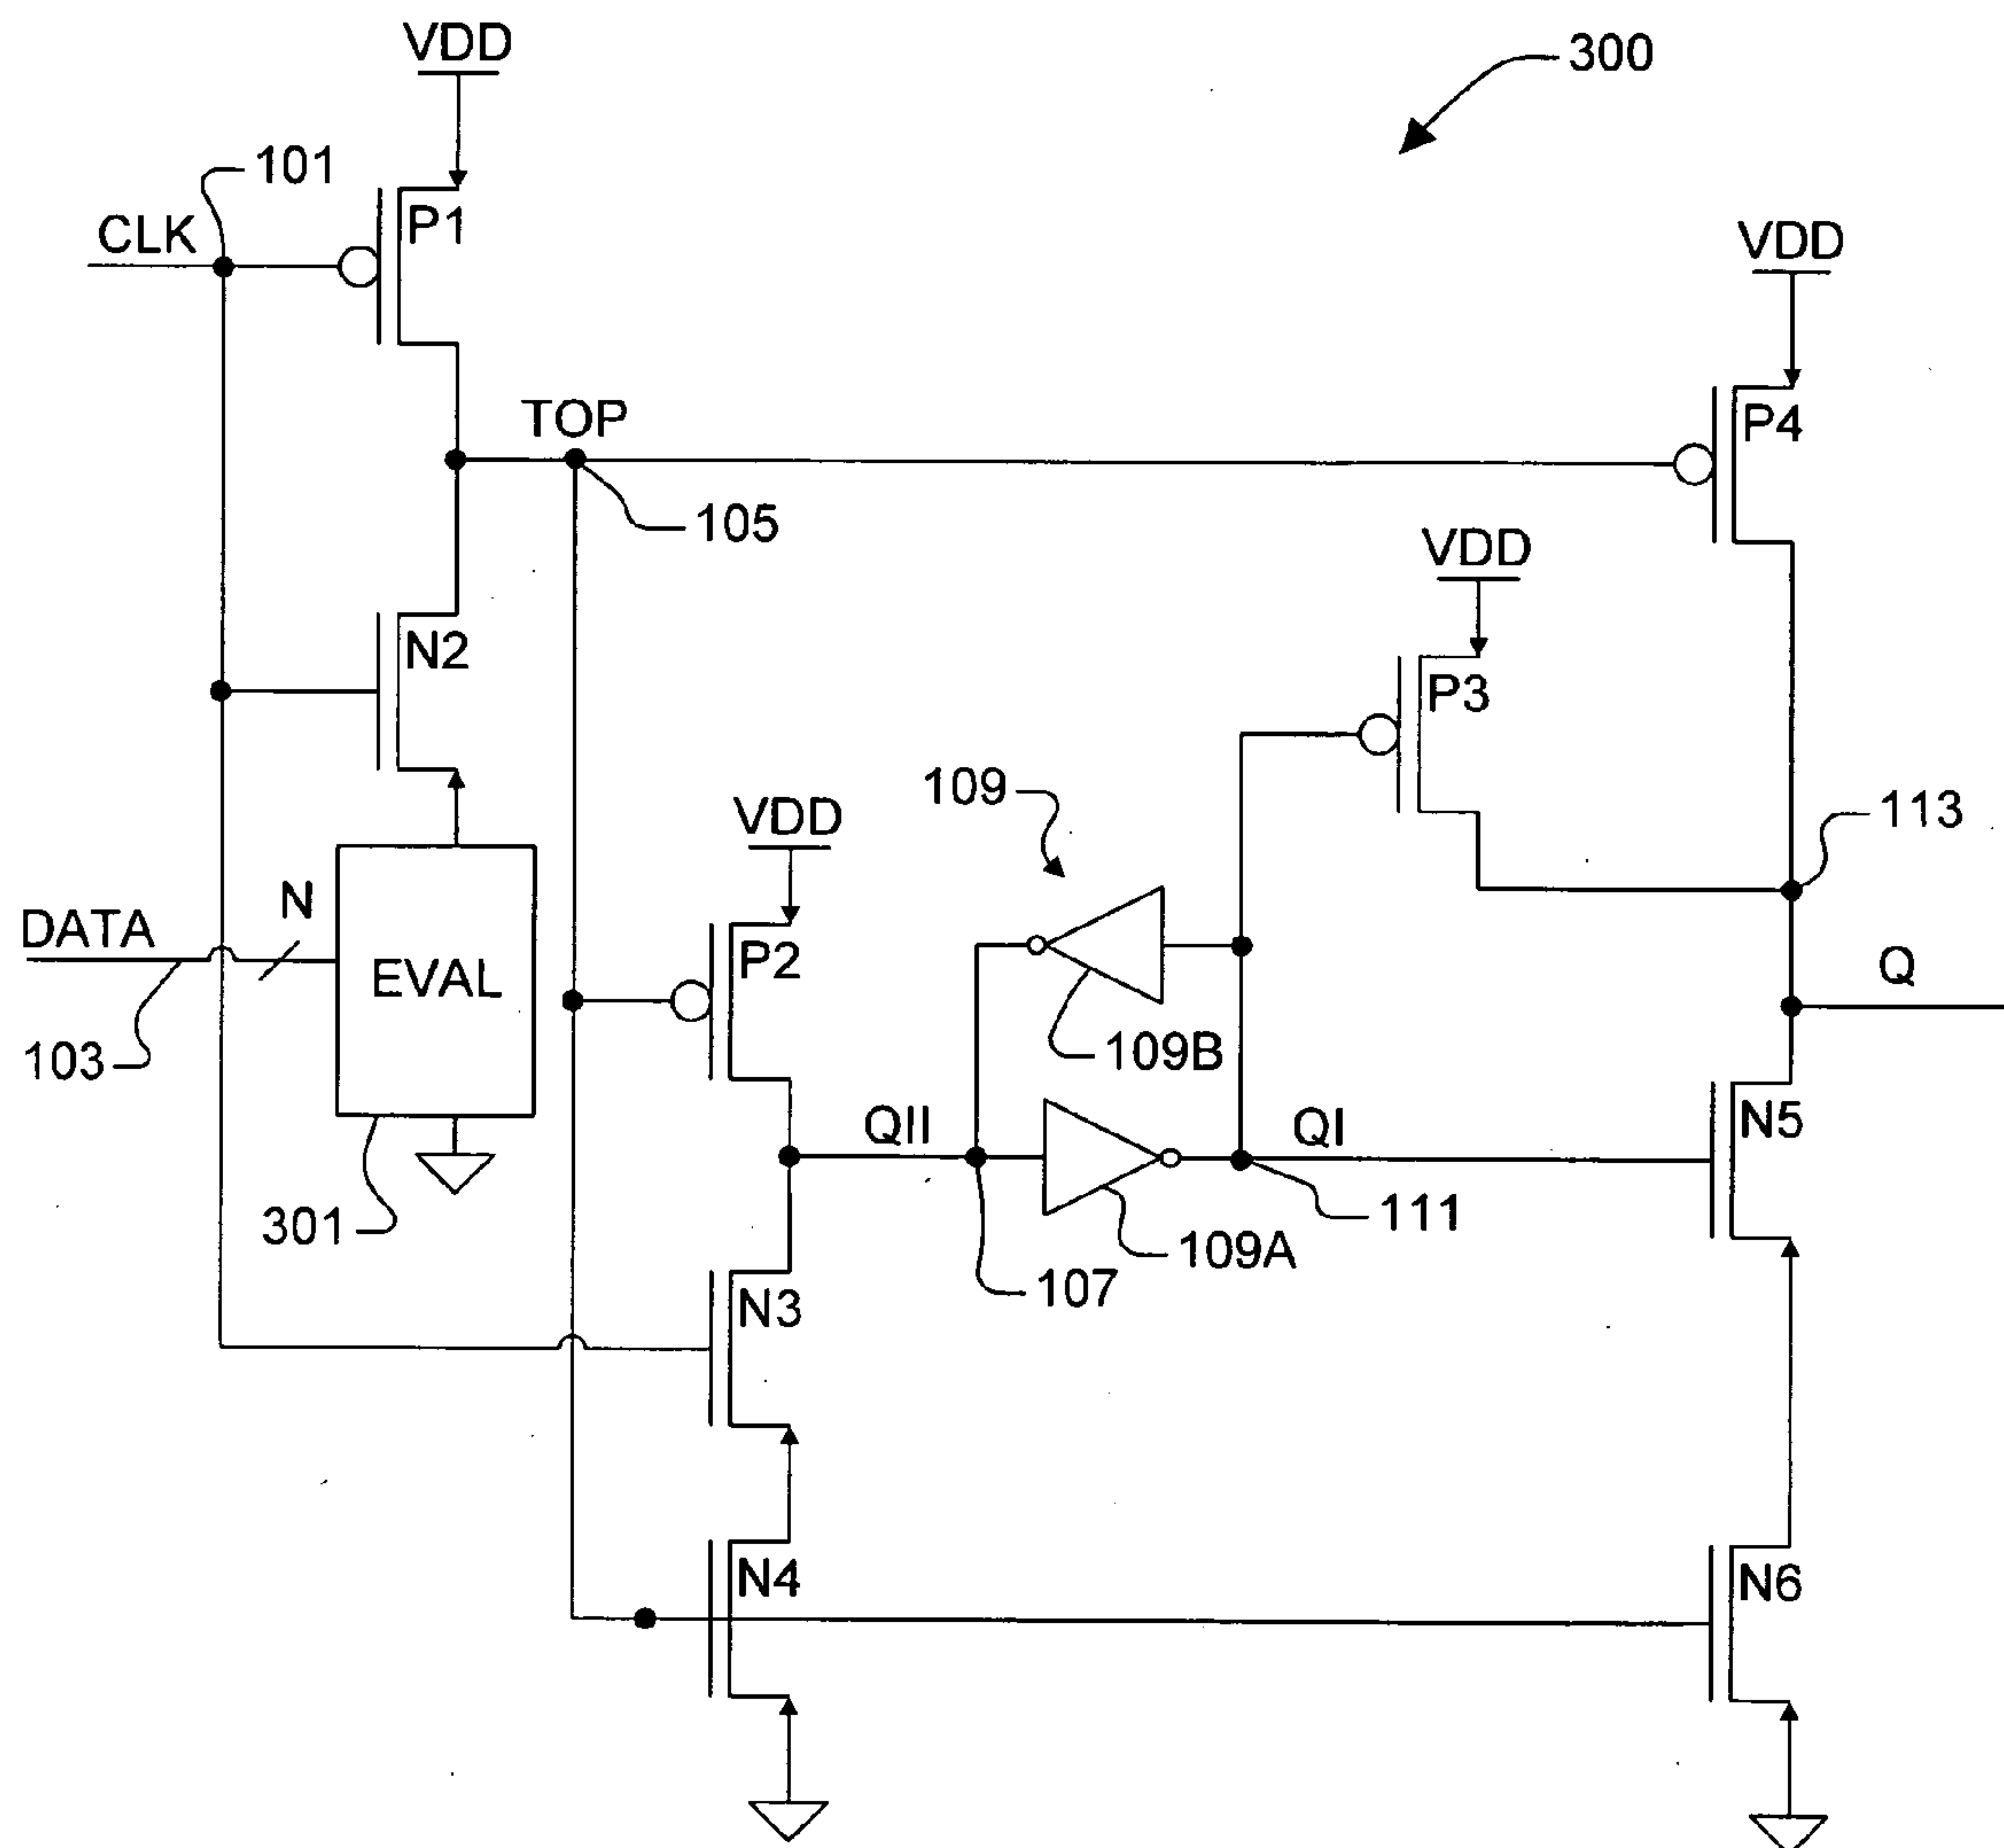 VDD
300
101
CLK
P1
VDD
TOP
P4
105
VDD
N2
P3
109
VDD
113
N
DATA
P2
Q
EVAL
103
109B
QII
QI
N5
301
111
109A
107
N3
N4
N6